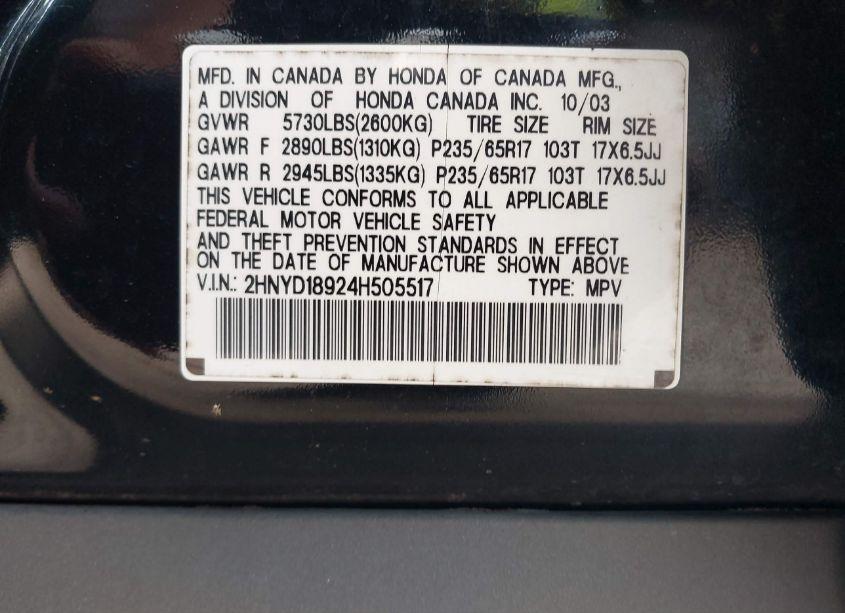 MFD. IN CANADA BY HONDA OF CANADA MFG.,
A DIVISION OF HONDA CANADA INC. 10/03
GVWR 5730LBS(2600KG) TIRE SIZE RIM SIZE
GAWR F 2890LBS(1310KG) P235/65R17 103T 17X6.5JJ
GAWR R 2945LBS(1335KG) P235/65R17 103T 17X6.5JJ
THIS VEHICLE CONFORMS TO ALL APPLICABLE
FEDERAL MOTOR VEHICLE SAFETY
AND THEFT PREVENTION STANDARDS IN EFFECT
ON THE DATE OF MANUFACTURE SHOWN ABOVE
V.I.N.: 2HNYD18924H505517 TYPE: MPV